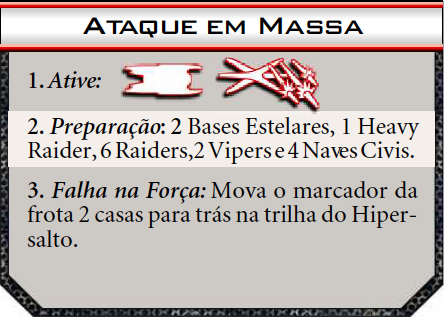 ATAQUE EM MASSA
1. Ative:
2. Preparação: 2 Bases Estelares, 1 Heavy
Raider, 6 Raiders,2 Vipers e 4 Naves Civis.
3. Falha na Força: Mova o marcador da
frota 2 casas para trás na trilha do Hiper-
salto.